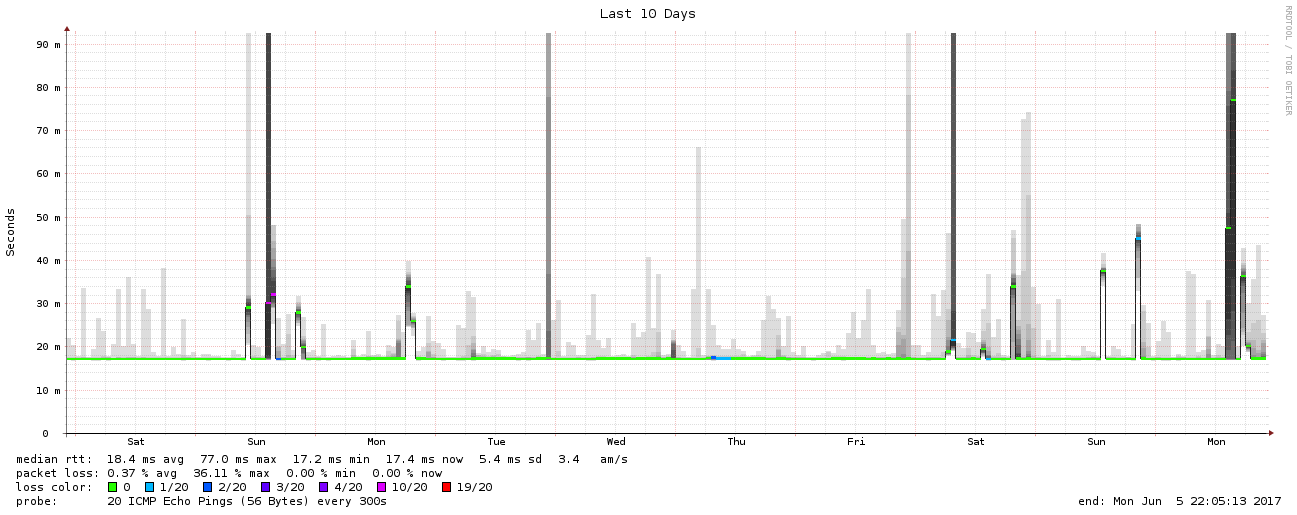 Last 10 Days
RRDTOOL / TOBI OETIKER
Seconds
90 m
80 m
70 m
60 m
50 m
40 m
30 m
20 m
10 m
0
Sat Sun Mon Tue Wed Thu Fri Sat Sun Mon
median rtt: 18.4 ms avg 77.0 ms max 17.2 ms min 17.4 ms now 5.4 ms sd 3.4 am/s
packet loss: 0.37 % avg 36.11 % max 0.00 % min 0.00 % now
loss color: 0 1/20 2/20 3/20 4/20 10/20 19/20
probe: 20 ICMP Echo Pings (56 Bytes) every 300s end: Mon Jun 5 22:05:13 2017